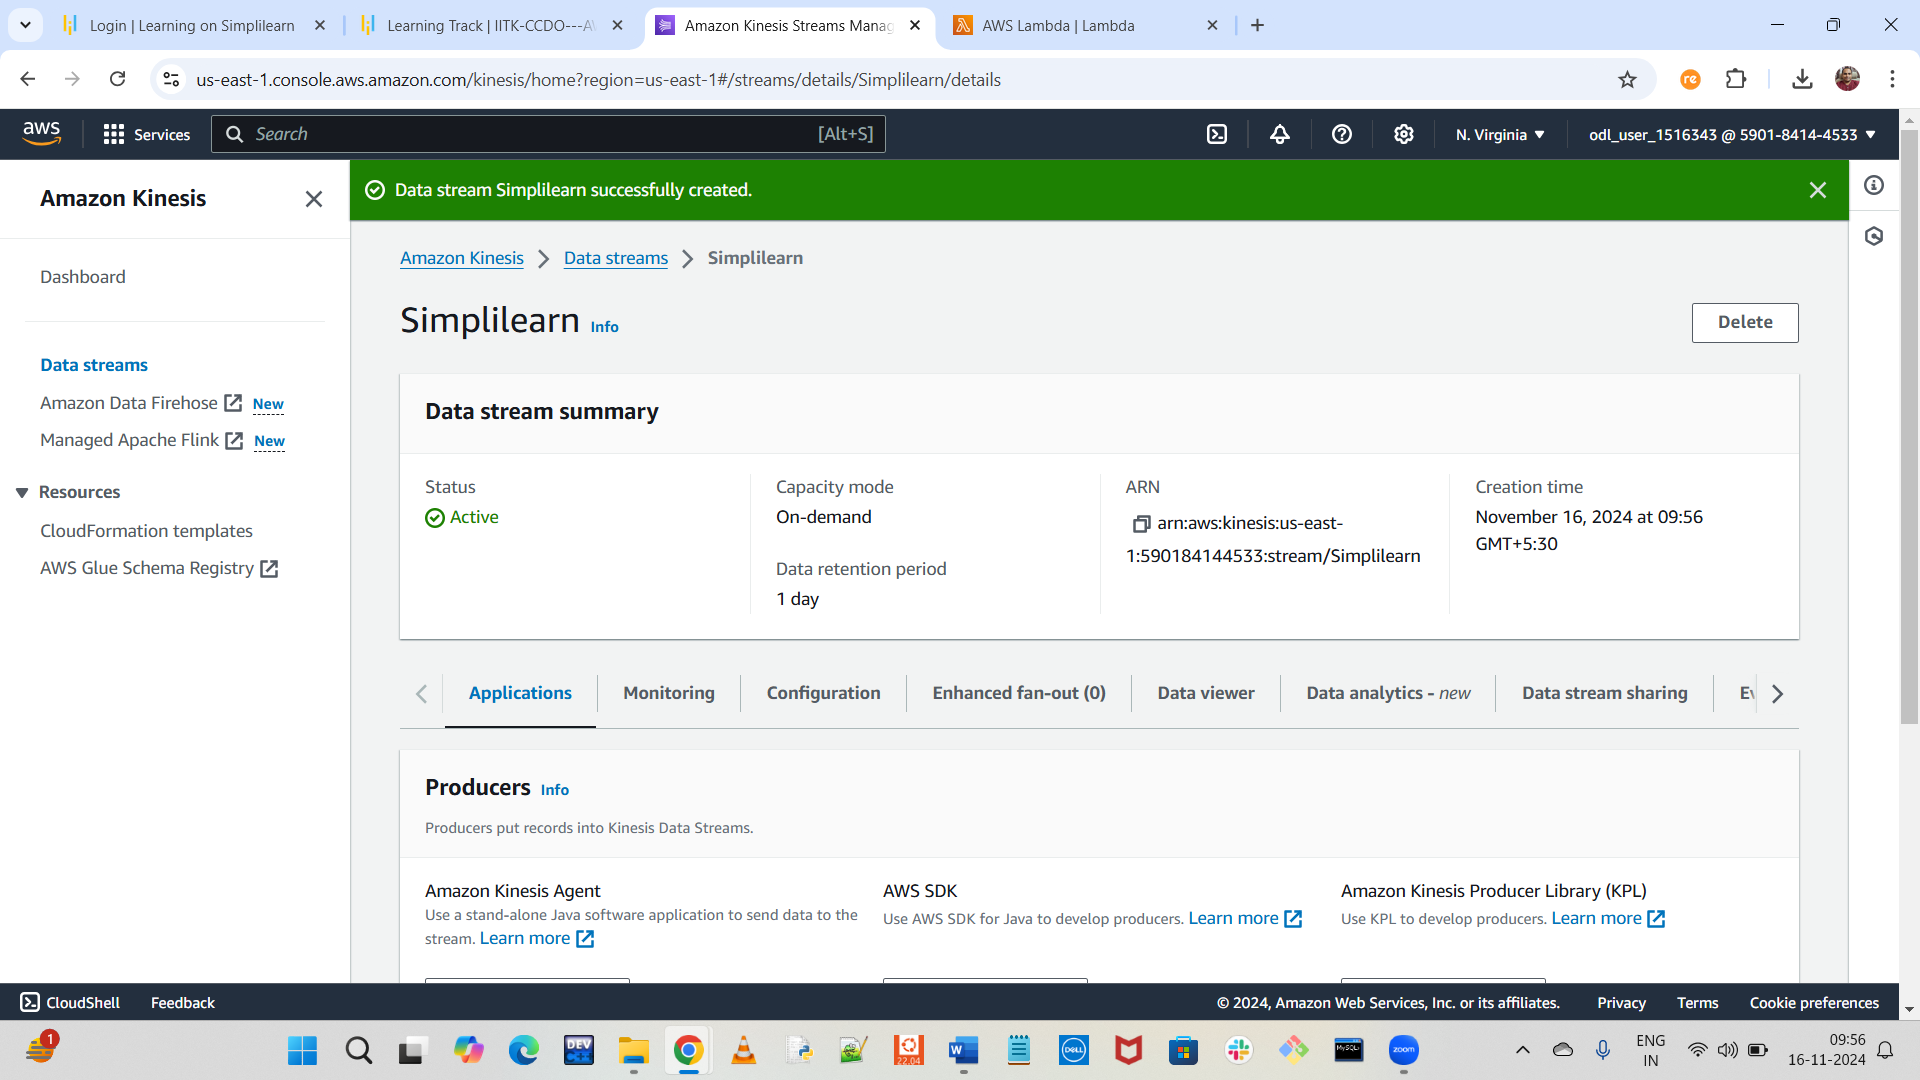 Login | Learning on Simplilearn
Learning Track | IITK-CCDO---A
Amazon Kinesis Streams Manag
AWS Lambda | Lambda
us-east-1.console.aws.amazon.com/kinesis/home?region=us-east-1#/streams/details/Simplilearn/details
re
aws
Services
Search
[Alt+S]
N. Virginia
odl_user_1516343 @ 5901-8414-4533
Amazon Kinesis
Data stream Simplilearn successfully created.
Dashboard
Data streams
Amazon Data Firehose New
Managed Apache Flink New
Resources
CloudFormation templates
AWS Glue Schema Registry
Amazon Kinesis
Data streams
Simplilearn
Simplilearn Info
Delete
Data stream summary
Status
Active
Capacity mode
On-demand
Data retention period
1 day
ARN
arn:aws:kinesis:us-east-
1:590184144533:stream/Simplilearn
Creation time
November 16, 2024 at 09:56
GMT+5:30
Applications
Monitoring
Configuration
Enhanced fan-out (0)
Data viewer
Data analytics - new
Data stream sharing
Producers Info
Producers put records into Kinesis Data Streams.
Amazon Kinesis Agent
Use a stand-alone Java software application to send data to the
stream. Learn more
AWS SDK
Use AWS SDK for Java to develop producers. Learn more
Amazon Kinesis Producer Library (KPL)
Use KPL to develop producers. Learn more
CloudShell
Feedback
© 2024, Amazon Web Services, Inc. or its affiliates.
Privacy
Terms
Cookie preferences
1
DEV
C++
22.04
W
DELL
MySQL
zoom
ENG
IN
09:56
16-11-2024